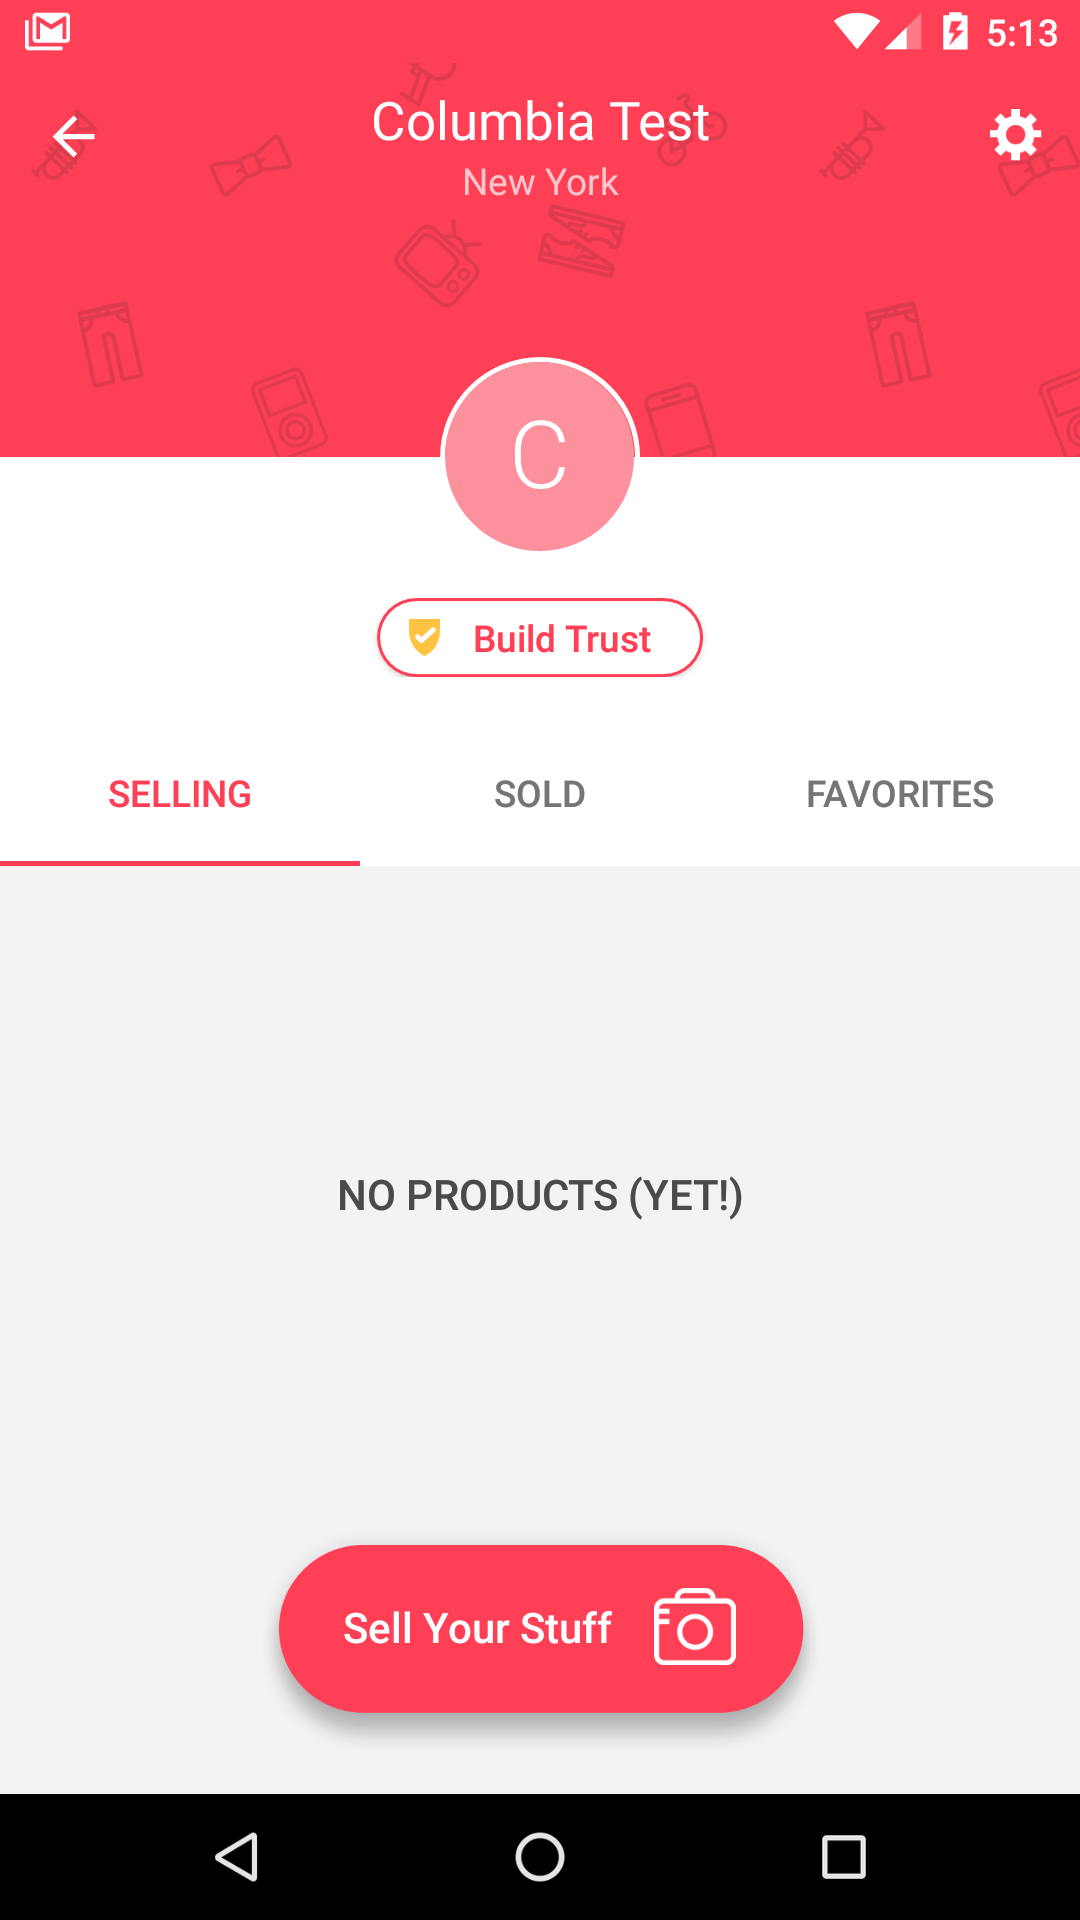 5:13
Columbia Test
New York
C
Build Trust
SELLING
SOLD
FAVORITES
NO PRODUCTS (YET!)
Sell Your Stuff